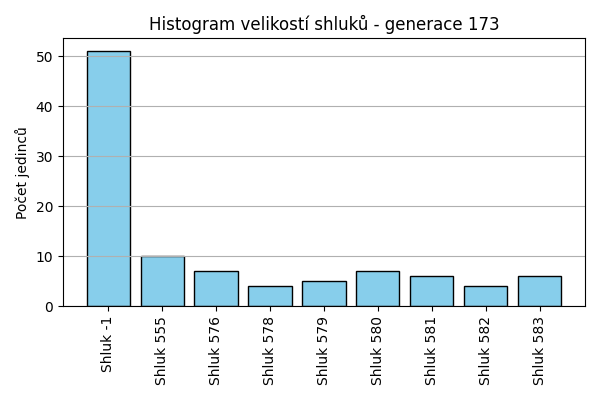 Histogram velikostí shluků - generace 173
Počet jedinců
50
40
30
20
10
0
Shluk -1
Shluk 555
Shluk 576
Shluk 578
Shluk 579
Shluk 580
Shluk 581
Shluk 582
Shluk 583